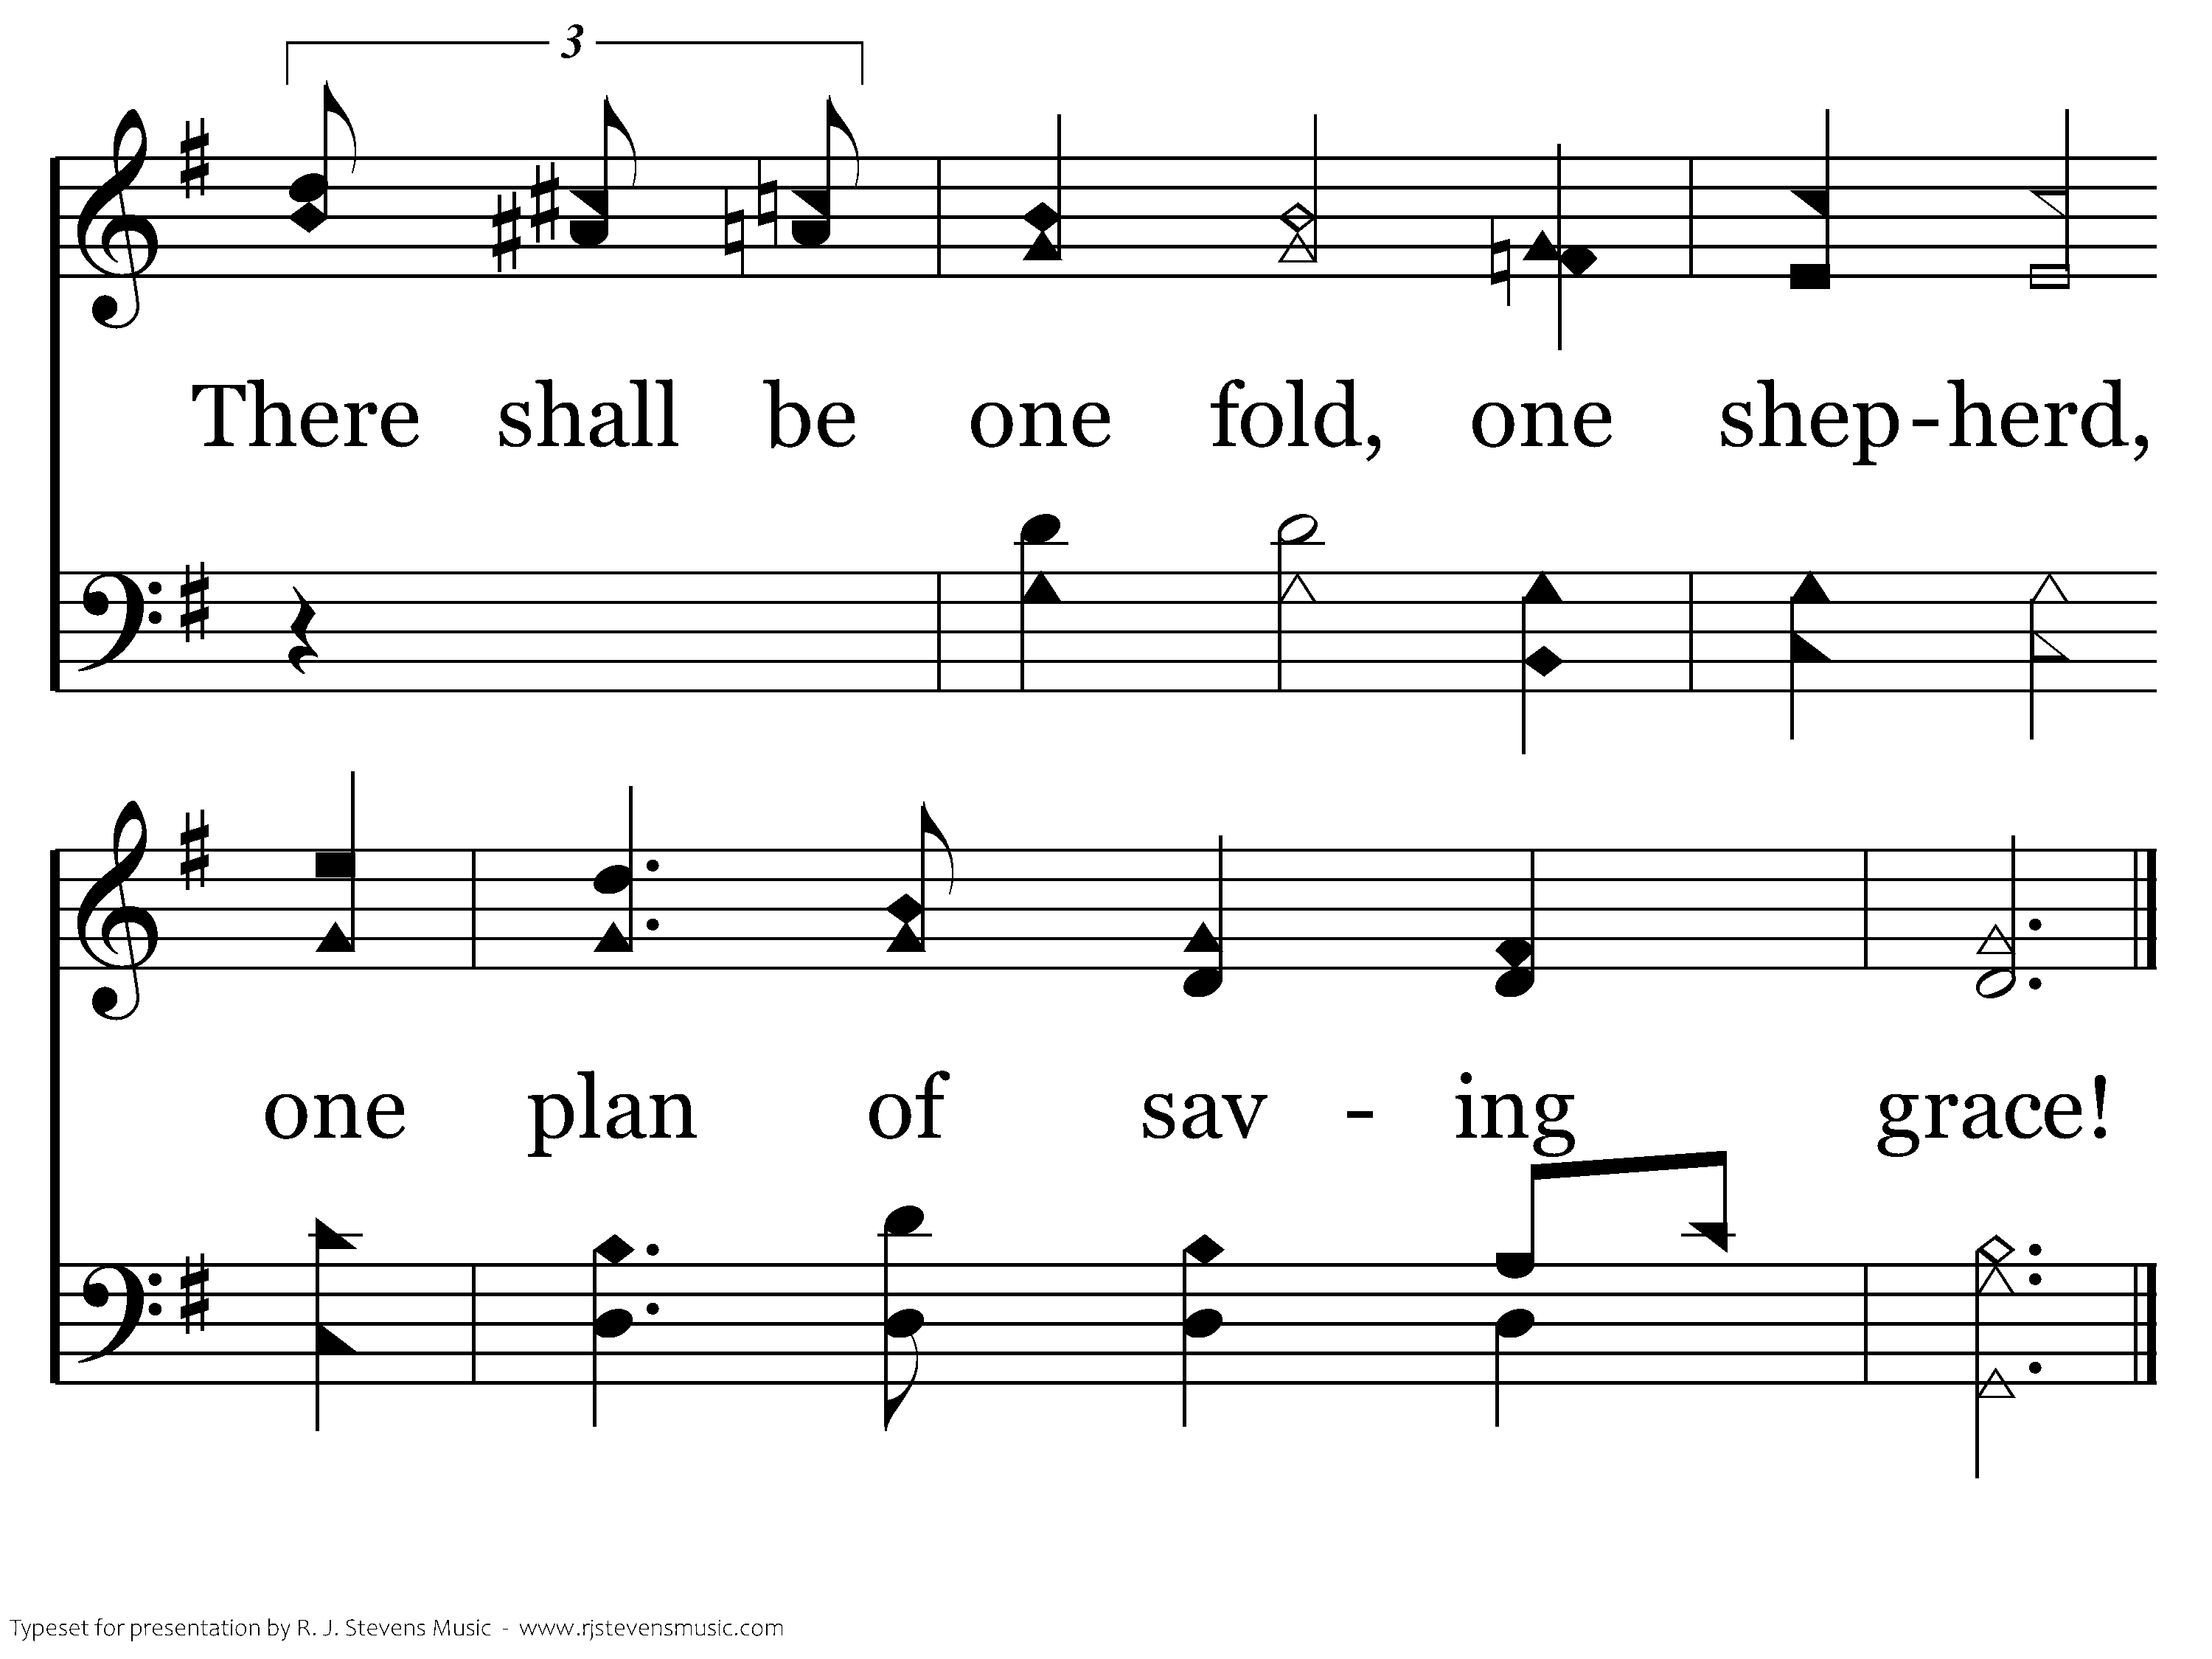 3
There shall be one fold, one shep-herd,
one plan of sav - ing grace!
Typeset for presentation by R. J. Stevens Music - www.rjstevensmusic.com